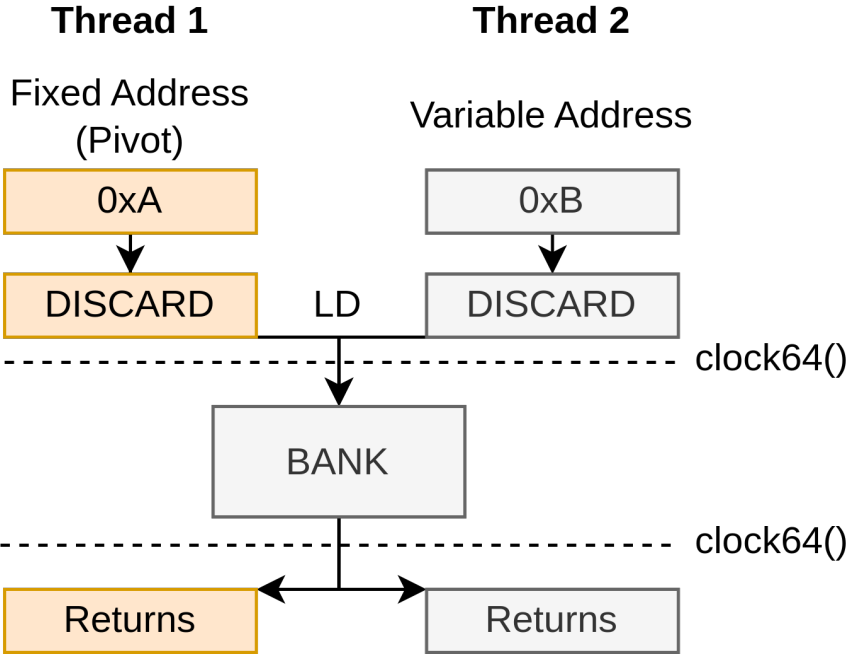 Thread 1
Thread 2
Fixed Address
(Pivot)
Variable Address
0xA
0xB
DISCARD
LD
DISCARD
clock64()
BANK
clock64()
Returns
Returns